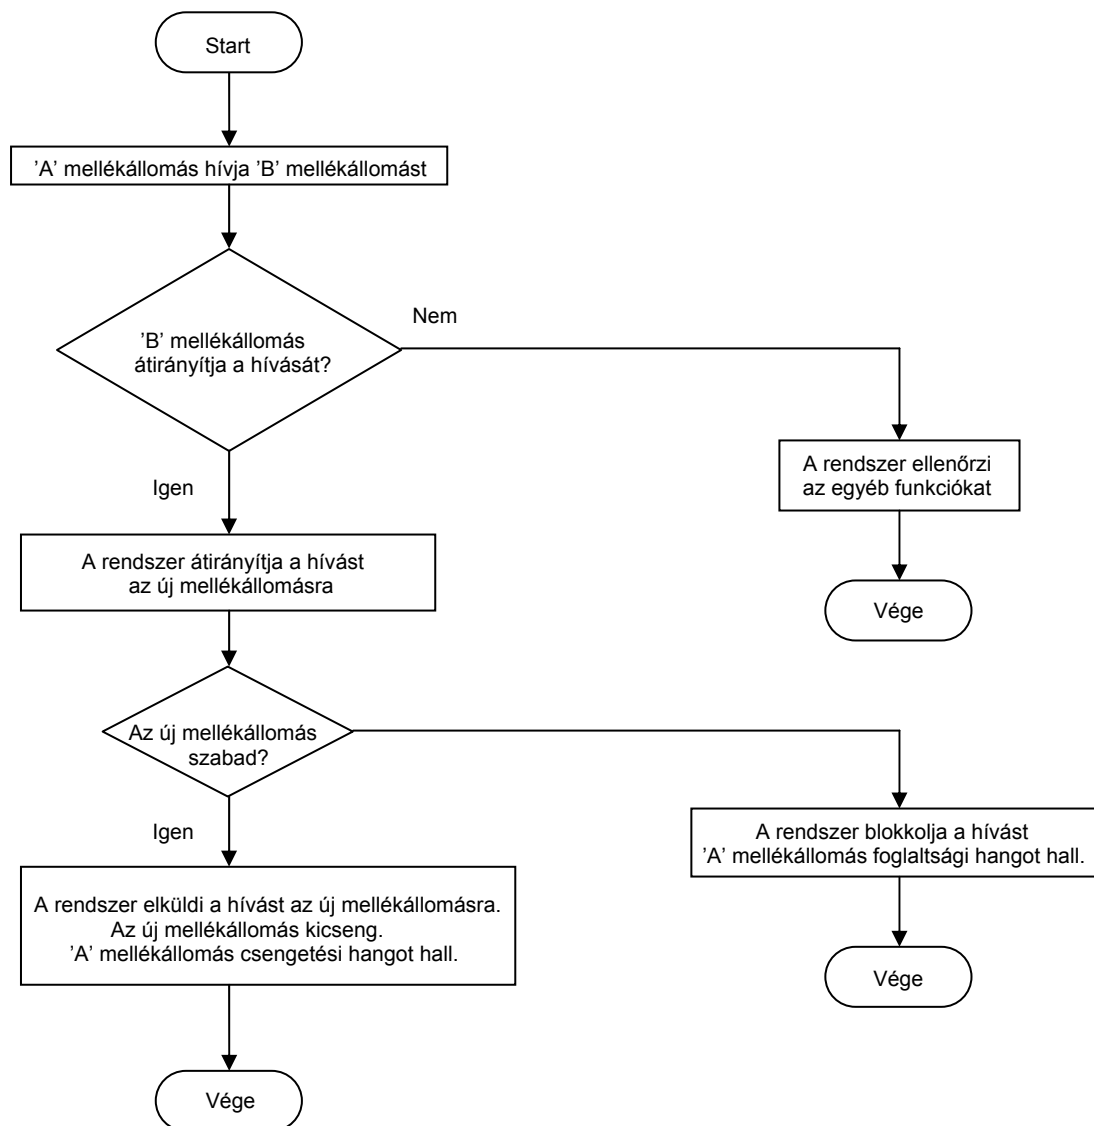 Start
’A’ mellékállomás hívja ’B’ mellékállomást
Nem
’B’ mellékállomás
átirányítja a hívását?
A rendszer ellenőrzi
az egyéb funkciókat
Igen
A rendszer átirányítja a hívást
az új mellékállomásra
Vége
Az új mellékállomás
szabad?
Igen
A rendszer blokkolja a hívást
’A’ mellékállomás foglaltsági hangot hall.
A rendszer elküldi a hívást az új mellékállomásra.
Az új mellékállomás kicseng.
’A’ mellékállomás csengetési hangot hall.
Vége
Vége